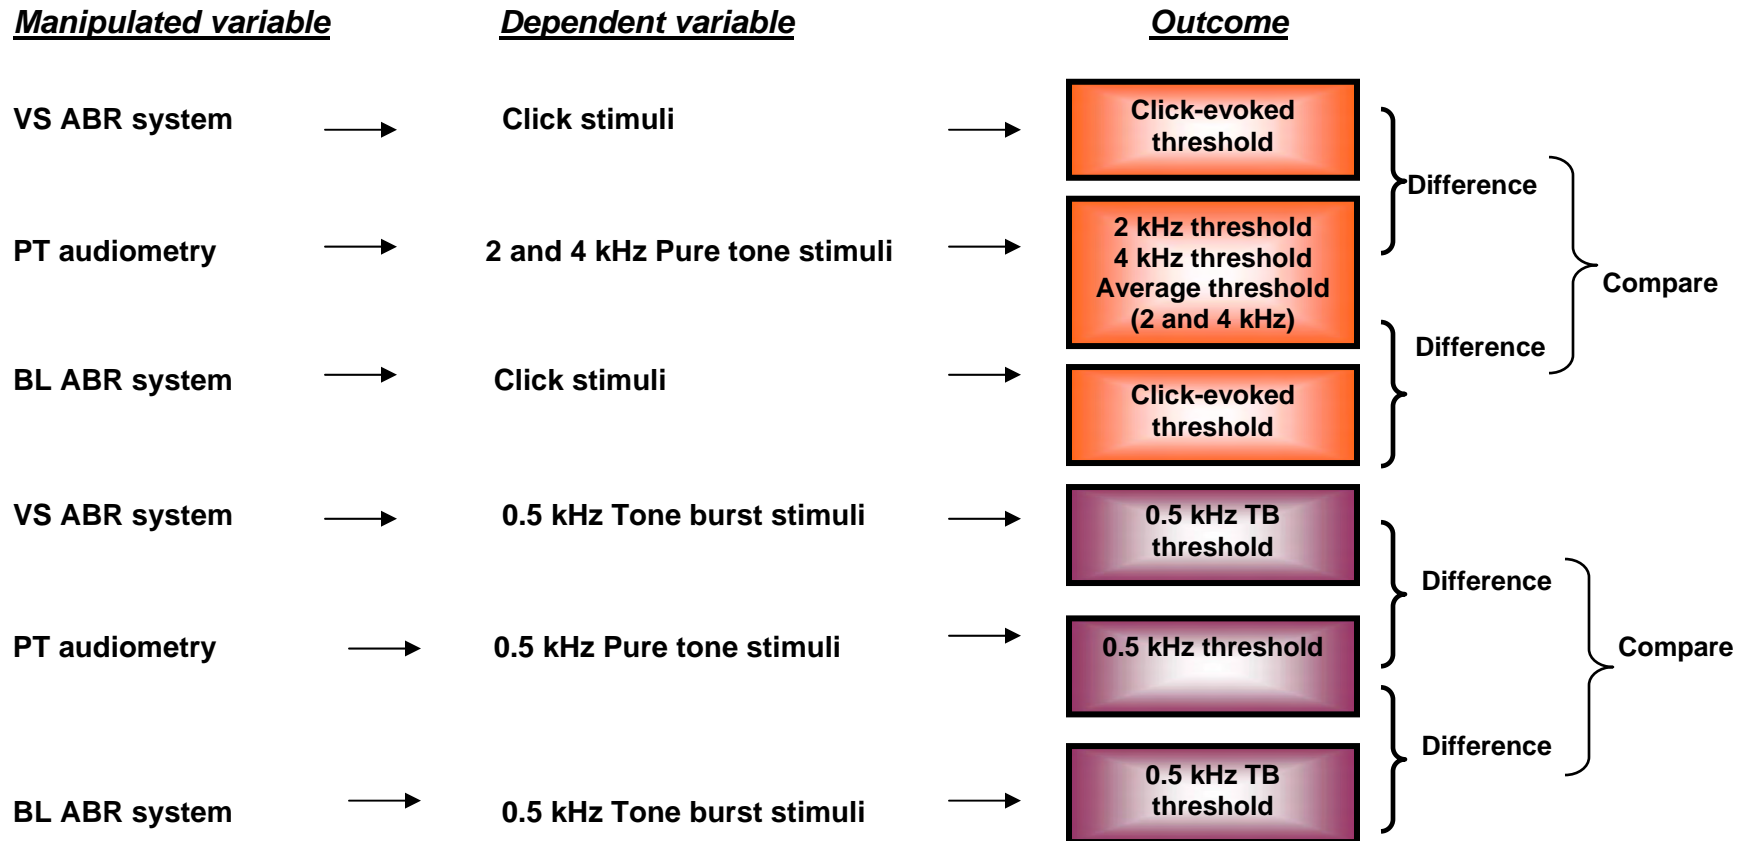 Manipulated variable
Dependent variable
Outcome
VS ABR system
Click stimuli
Click-evoked
threshold
Difference
PT audiometry
2 and 4 kHz Pure tone stimuli
2 kHz threshold
4 kHz threshold
Average threshold
(2 and 4 kHz)
Compare
Difference
BL ABR system
Click stimuli
Click-evoked
threshold
VS ABR system
0.5 kHz Tone burst stimuli
0.5 kHz TB
threshold
Difference
PT audiometry
0.5 kHz Pure tone stimuli
0.5 kHz threshold
Compare
Difference
BL ABR system
0.5 kHz Tone burst stimuli
0.5 kHz TB
threshold